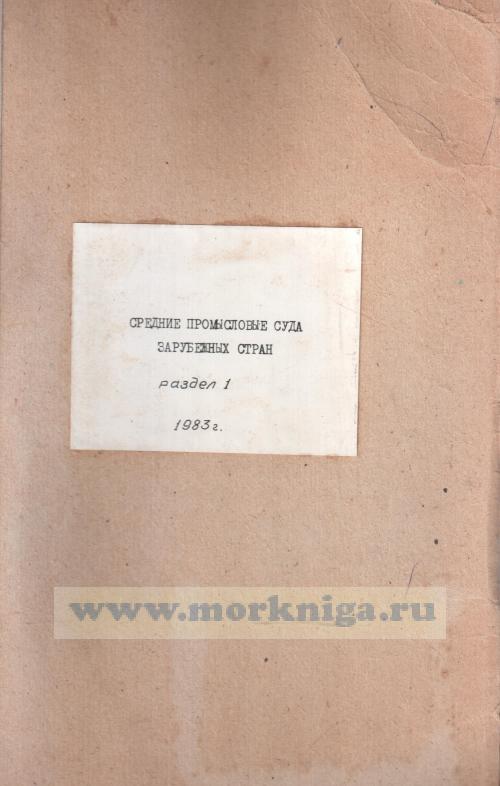 СРЕДНИЕ ПРОМЫСЛОВЫЕ СУДА
ЗАРУБЕЖНЫХ СТРАН
раздел 1
1983г.
www.morkniga.ru